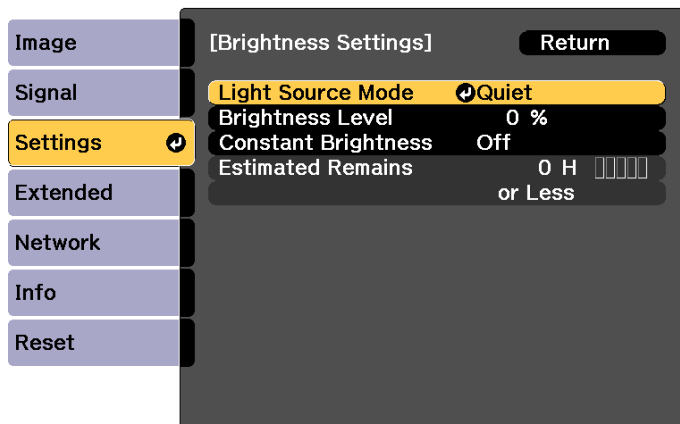 Image
Signal
Settings
Extended
Network
Info
Reset
[Brightness Settings] Return
Light Source Mode Quiet
Brightness Level 0 %
Constant Brightness Off
Estimated Remains 0 H
or Less